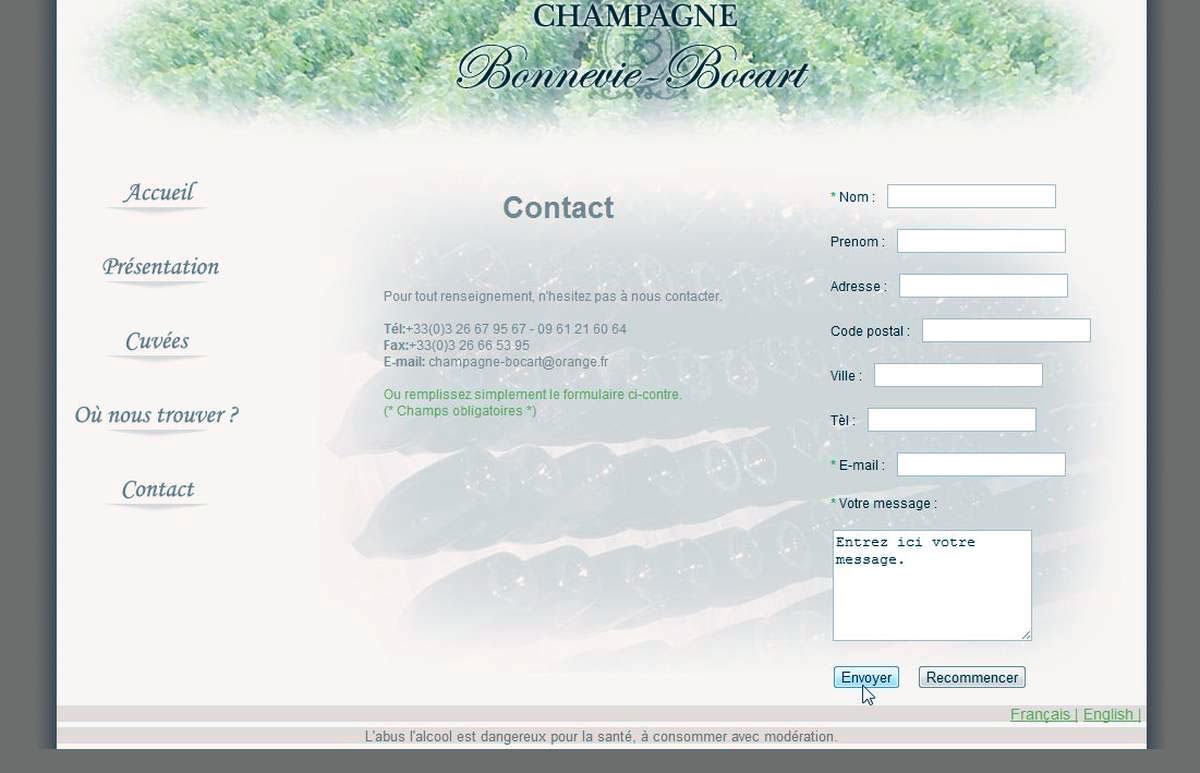 CHAMPAGNE
B
Bonnevie-Bocart
Accueil
Présentation
Cuvées
Où nous trouver ?
Contact
Contact
Pour tout renseignement, n'hesitez pas à nous contacter.
Tél:+33(0)3 26 67 95 67 - 09 61 21 60 64
Fax:+33(0)3 26 66 53 95
E-mail: champagne-bocart@orange.fr
Ou remplissez simplement le formulaire ci-contre.
(* Champs obligatoires *)
* Nom :
Prenom :
Adresse :
Code postal :
Ville :
Tèl :
* E-mail :
* Votre message :
Entrez ici votre
message.
Envoyer Recommencer
Français | English |
L'abus l'alcool est dangereux pour la santé, à consommer avec modération.